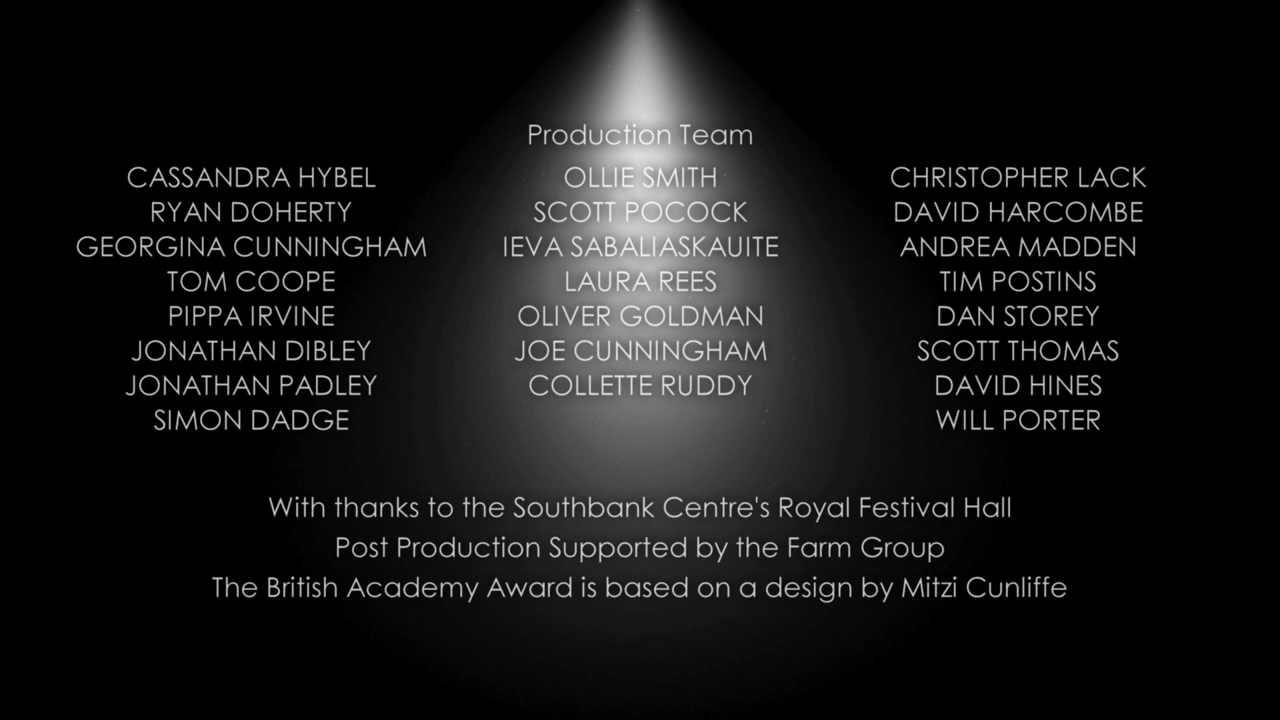 Production Team
CASSANDRA HYBEL OLLIE SMITH CHRISTOPHER LACK
RYAN DOHERTY SCOTT POCOCK DAVID HARCOMBE
GEORGINA CUNNINGHAM IEVA SABALIASKAUITE ANDREA MADDEN
TOM COOPE LAURA REES TIM POSTINS
PIPPA IRVINE OLIVER GOLDMAN DAN STOREY
JONATHAN DIBLEY JOE CUNNINGHAM SCOTT THOMAS
JONATHAN PADLEY COLLETTE RUDDY DAVID HINES
SIMON DADGE WILL PORTER
With thanks to the Southbank Centre's Royal Festival Hall
Post Production Supported by the Farm Group
The British Academy Award is based on a design by Mitzi Cunliffe